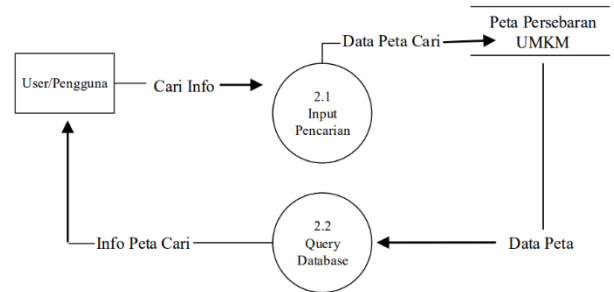 Data Peta Cari
Peta Persebaran
UMKM
User/Pengguna
Cari Info
2.1
Input
Pencarian
2.2
Query
Database
Info Peta Cari
Data Peta